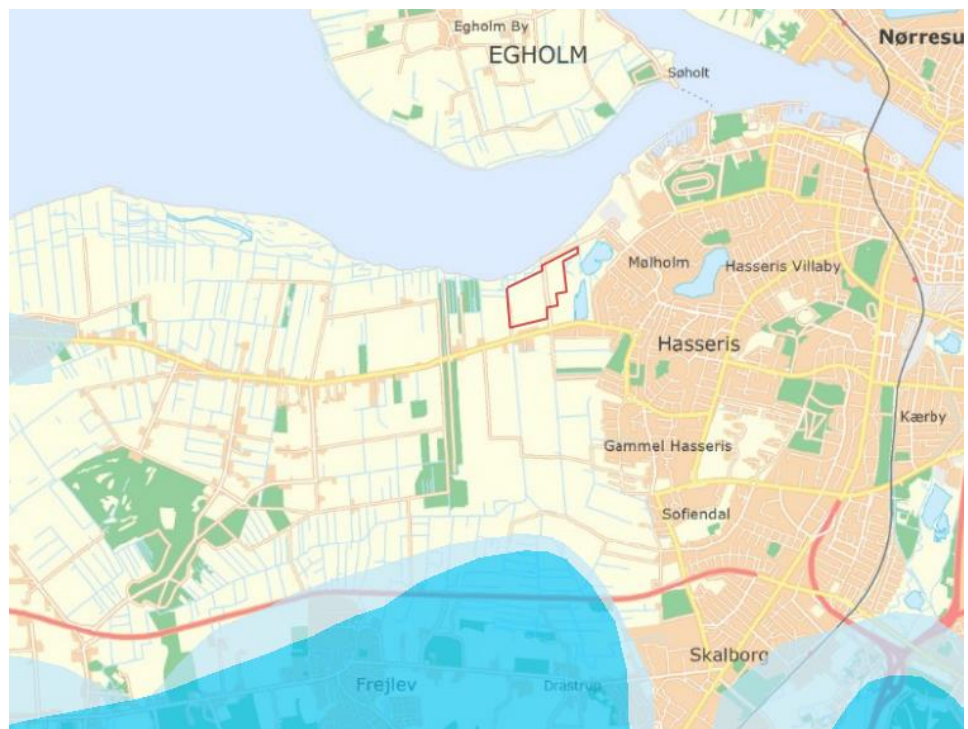 Egholm By
Nørresu
EGHOLM
Søholt
Mølholm
Hasseris Villaby
Hasseris
Kærby
Gammel Hasseris
Sofiendal
Skalborg
Frejlev
Drastrup